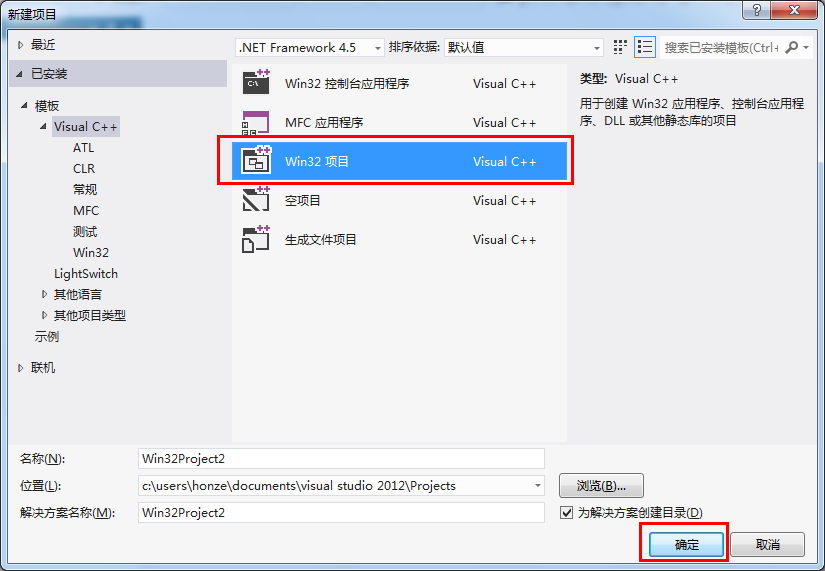 新建项目
最近
.NET Framework 4.5 排序依据: 默认值 搜索已安装模板(Ctrl+
已安装
模板
Visual C++
ATL
CLR
常规
MFC
测试
Win32
LightSwitch
其他语言
其他项目类型
示例
联机
Win32 控制台应用程序 Visual C++
MFC 应用程序 Visual C++
Win32 项目 Visual C++
空项目 Visual C++
生成文件项目 Visual C++
类型: Visual C++
用于创建 Win32 应用程序、控制台应用程
序、DLL 或其他静态库的项目
名称(N): Win32Project2
位置(L): c:\users\honze\documents\visual studio 2012\Projects 浏览(B)...
解决方案名称(M): Win32Project2 为解决方案创建目录(D)
确定 取消